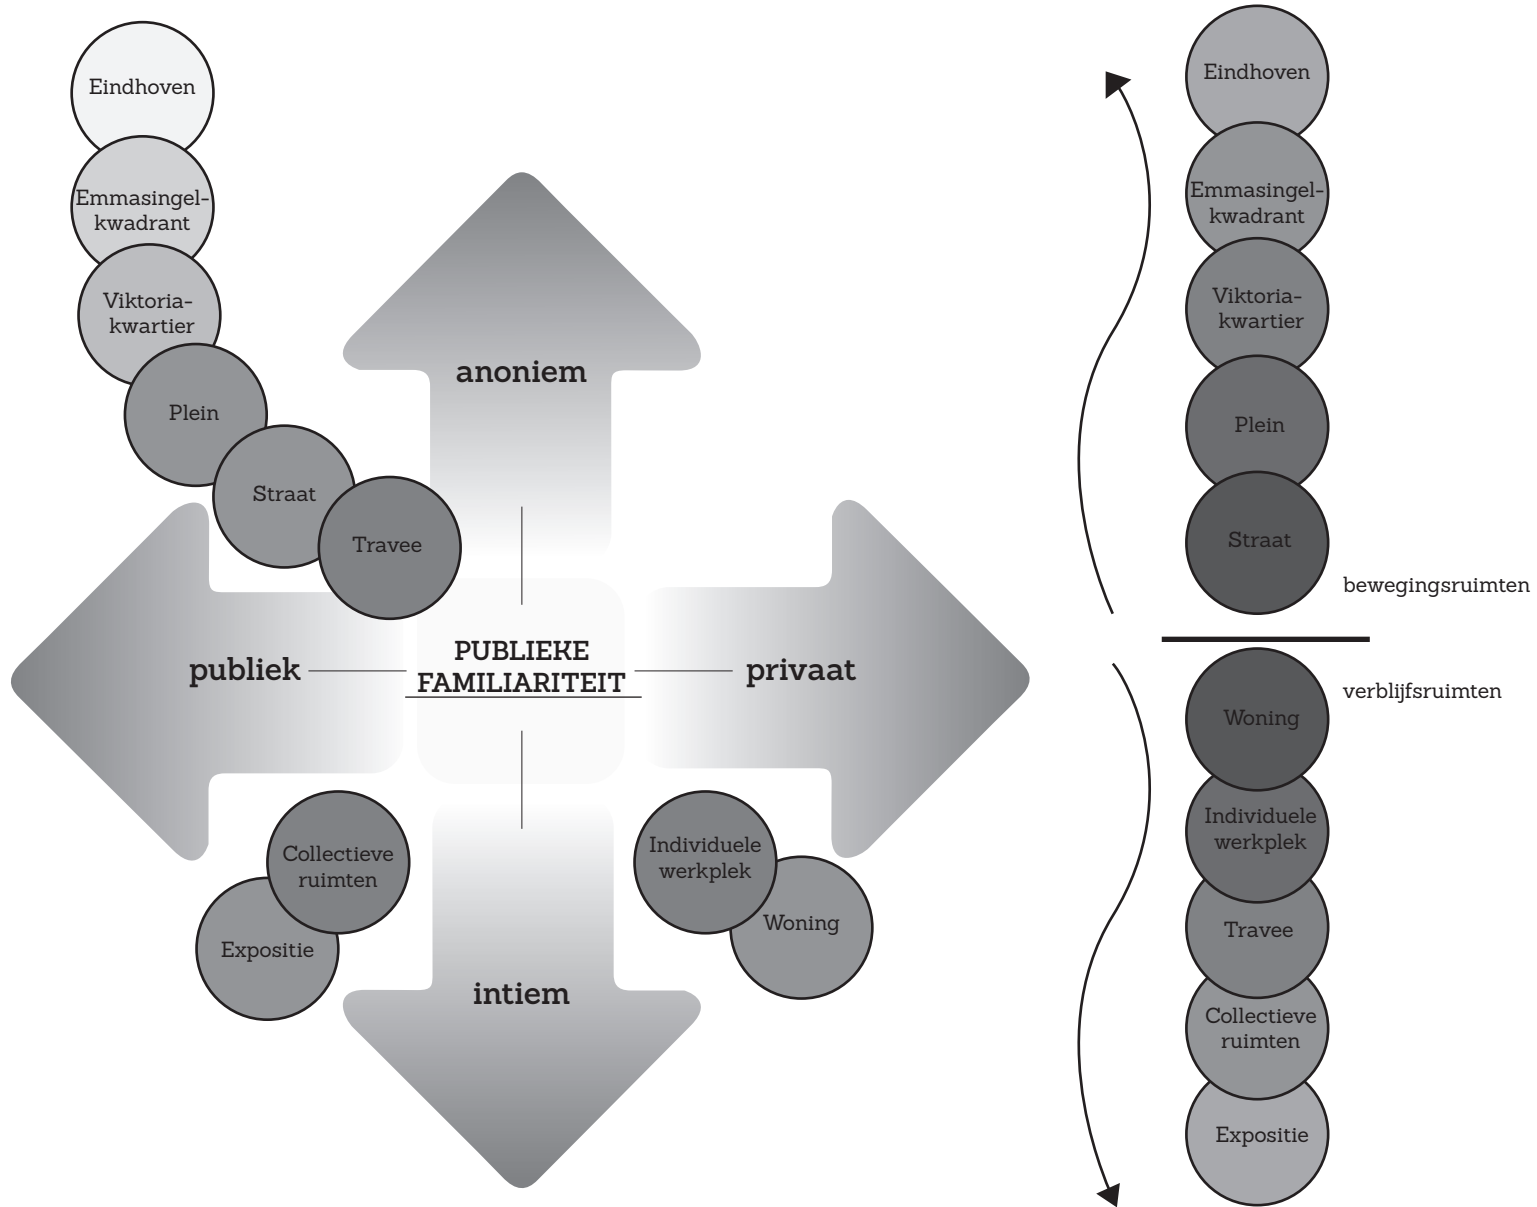 Eindhoven
Emmasingel-
kwadrant
Viktoria-
kwartier
Plein
Straat
Travee
anoniem
publiek
PUBLIEKE
FAMILIARITEIT
privaat
Collectieve
ruimten
Expositie
Individuele
werkplek
Woning
intiem
Eindhoven
Emmasingel-
kwadrant
Viktoria-
kwartier
Plein
Straat
bewegingsruimten
verblijfsruimten
Woning
Individuele
werkplek
Travee
Collectieve
ruimten
Expositie